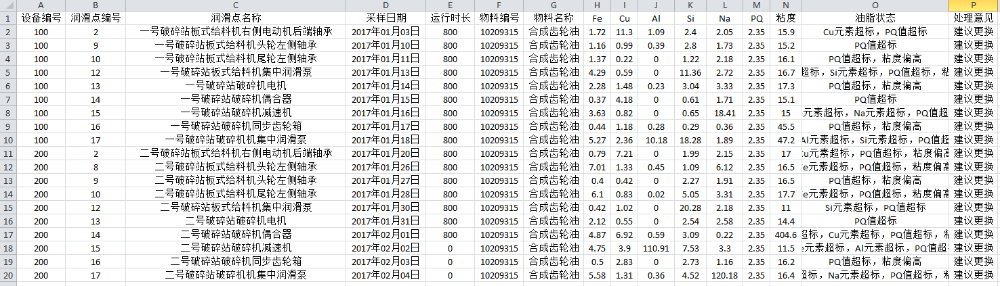 A B C D E F G H I J K L M N O P
1 设备编号 润滑点编号 润滑点名称 采样日期 运行时长 物料编号 物料名称 Fe Cu Al Si Na PQ 粘度 油脂状态 处理意见
2 100 2 一号破碎站板式给料机右侧电动机后端轴承 2017年01月03日 800 10209315 合成齿轮油 1.72 11.3 1.09 2.4 2.05 2.35 15.9 Cu元素超标，PQ值超标 建议更换
3 100 9 一号破碎站板式给料机头轮左侧轴承 2017年01月10日 800 10209315 合成齿轮油 1.16 0.99 0.39 2.8 1.73 2.35 15.2 PQ值超标 建议更换
4 100 10 一号破碎站板式给料机尾轮左侧轴承 2017年01月11日 800 10209315 合成齿轮油 1.37 0.22 0 1.22 2.18 2.35 16.1 PQ值超标，粘度偏高 建议更换
5 100 12 一号破碎站板式给料机集中润滑泵 2017年01月13日 800 10209315 合成齿轮油 4.29 0.59 0 11.36 2.72 2.35 16.7 超标，Si元素超标，PQ值超标，粘 建议更换
6 100 13 一号破碎站破碎机电机 2017年01月14日 800 10209315 合成齿轮油 2.28 1.48 0.23 3.04 3.33 2.35 17.3 PQ值超标，粘度偏高 建议更换
7 100 14 一号破碎站破碎机偶合器 2017年01月15日 800 10209315 合成齿轮油 0.37 4.18 0 0.61 1.71 2.35 15.1 PQ值超标 建议更换
8 100 15 一号破碎站破碎机减速机 2017年01月16日 800 10209315 合成齿轮油 3.63 0.82 0 0.65 18.41 2.35 15 元素超标，Na元素超标，PQ值超 建议更换
9 100 16 一号破碎站破碎机同步齿轮箱 2017年01月17日 800 10209315 合成齿轮油 0.44 1.18 0.28 0.29 0.36 2.35 45.5 PQ值超标，粘度偏高 建议更换
10 100 17 一号破碎站破碎机机集中润滑泵 2017年01月18日 800 10209315 合成齿轮油 5.27 2.36 10.18 18.28 1.89 2.35 47.2 Al元素超标，Si元素超标，PQ值超 建议更换
11 200 2 二号破碎站板式给料机右侧电动机后端轴承 2017年01月20日 800 10209315 合成齿轮油 0.79 7.21 0 1.99 2.15 2.35 17 Cu元素超标，PQ值超标，粘度偏高 建议更换
12 200 8 二号破碎站板式给料机头轮左侧轴承 2017年01月26日 800 10209315 合成齿轮油 7.01 1.33 0.45 1.09 6.12 2.35 16.5 e元素超标，PQ值超标，粘度偏高 建议更换
13 200 9 二号破碎站板式给料机头轮左侧轴承 2017年01月27日 800 10209315 合成齿轮油 0.4 0.42 0 2.27 1.91 2.35 16.5 PQ值超标，粘度偏高 建议更换
14 200 10 二号破碎站板式给料机尾轮左侧轴承 2017年01月28日 800 10209315 合成齿轮油 6.1 0.83 0.02 5.05 3.31 2.35 17.7 e元素超标，PQ值超标，粘度偏高 建议更换
15 200 12 二号破碎站板式给料机集中润滑泵 2017年01月30日 800 10209315 合成齿轮油 0.42 1.02 0 20.28 2.18 2.35 11 Si元素超标，PQ值超标 建议更换
16 200 13 二号破碎站破碎机电机 2017年01月31日 800 10209315 合成齿轮油 2.12 0.55 0 2.54 2.58 2.35 14.4 PQ值超标 建议更换
17 200 14 二号破碎站破碎机偶合器 2017年02月01日 800 10209315 合成齿轮油 4.87 6.92 0.59 3.09 0.22 2.35 404.6 超标，Cu元素超标，PQ值超标，粘 建议更换
18 200 15 二号破碎站破碎机减速机 2017年02月02日 0 10209315 合成齿轮油 4.75 3.9 110.91 7.53 3.3 2.35 11.5 e元素超标，Al元素超标，PQ值超 建议更换
19 200 16 二号破碎站破碎机同步齿轮箱 2017年02月03日 0 10209315 合成齿轮油 0.5 2.83 0 2.73 1.16 2.35 16.2 PQ值超标，粘度偏高 建议更换
20 200 17 二号破碎站破碎机机集中润滑泵 2017年02月04日 0 10209315 合成齿轮油 5.58 1.31 0.36 4.52 120.18 2.35 16.4 超标，Na元素超标，PQ值超标，粘 建议更换